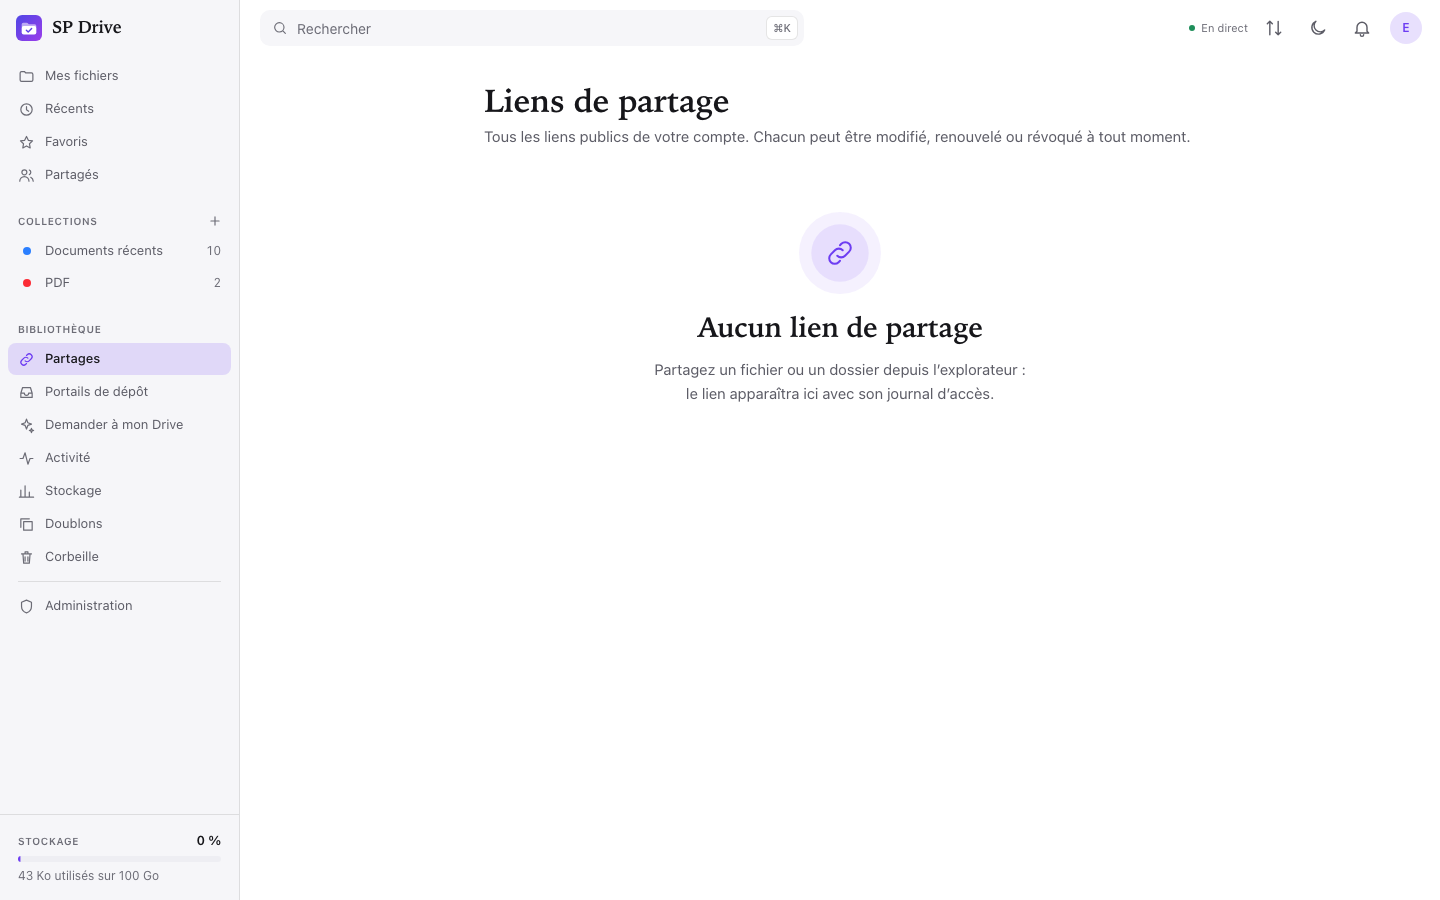 SP Drive
Rechercher
⌘K
En direct
E
Mes fichiers
Récents
Favoris
Partagés
COLLECTIONS
Documents récents 10
PDF 2
BIBLIOTHÈQUE
Partages
Portails de dépôt
Demander à mon Drive
Activité
Stockage
Doublons
Corbeille
Administration
STOCKAGE 0 %
43 Ko utilisés sur 100 Go
Liens de partage
Tous les liens publics de votre compte. Chacun peut être modifié, renouvelé ou révoqué à tout moment.
Aucun lien de partage
Partagez un fichier ou un dossier depuis l’explorateur :
le lien apparaîtra ici avec son journal d’accès.